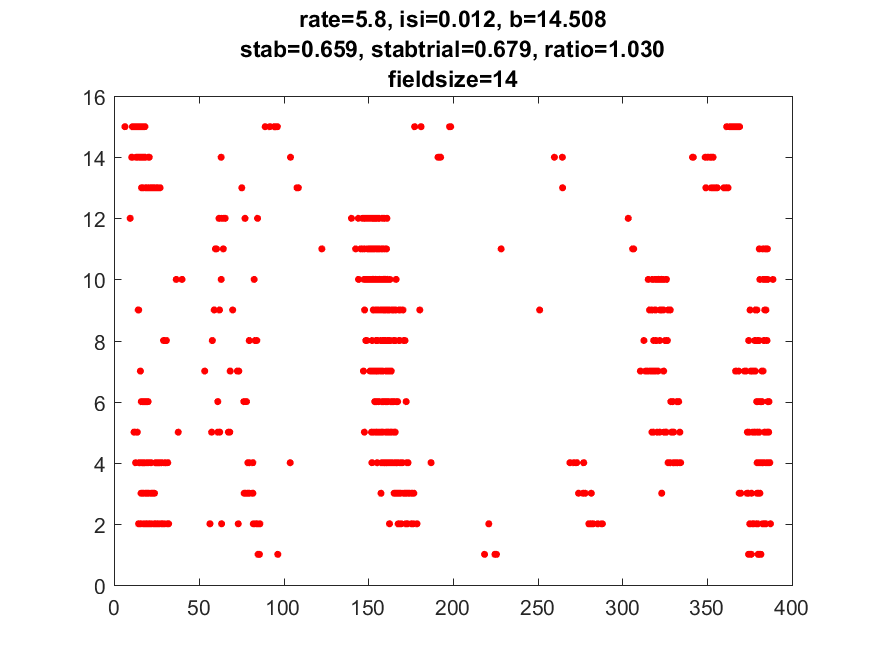 rate=5.8, isi=0.012, b=14.508
stab=0.659, stabtrial=0.679, ratio=1.030
fieldsize=14
16
14
12
10
8
6
4
2
0
0 50 100 150 200 250 300 350 400